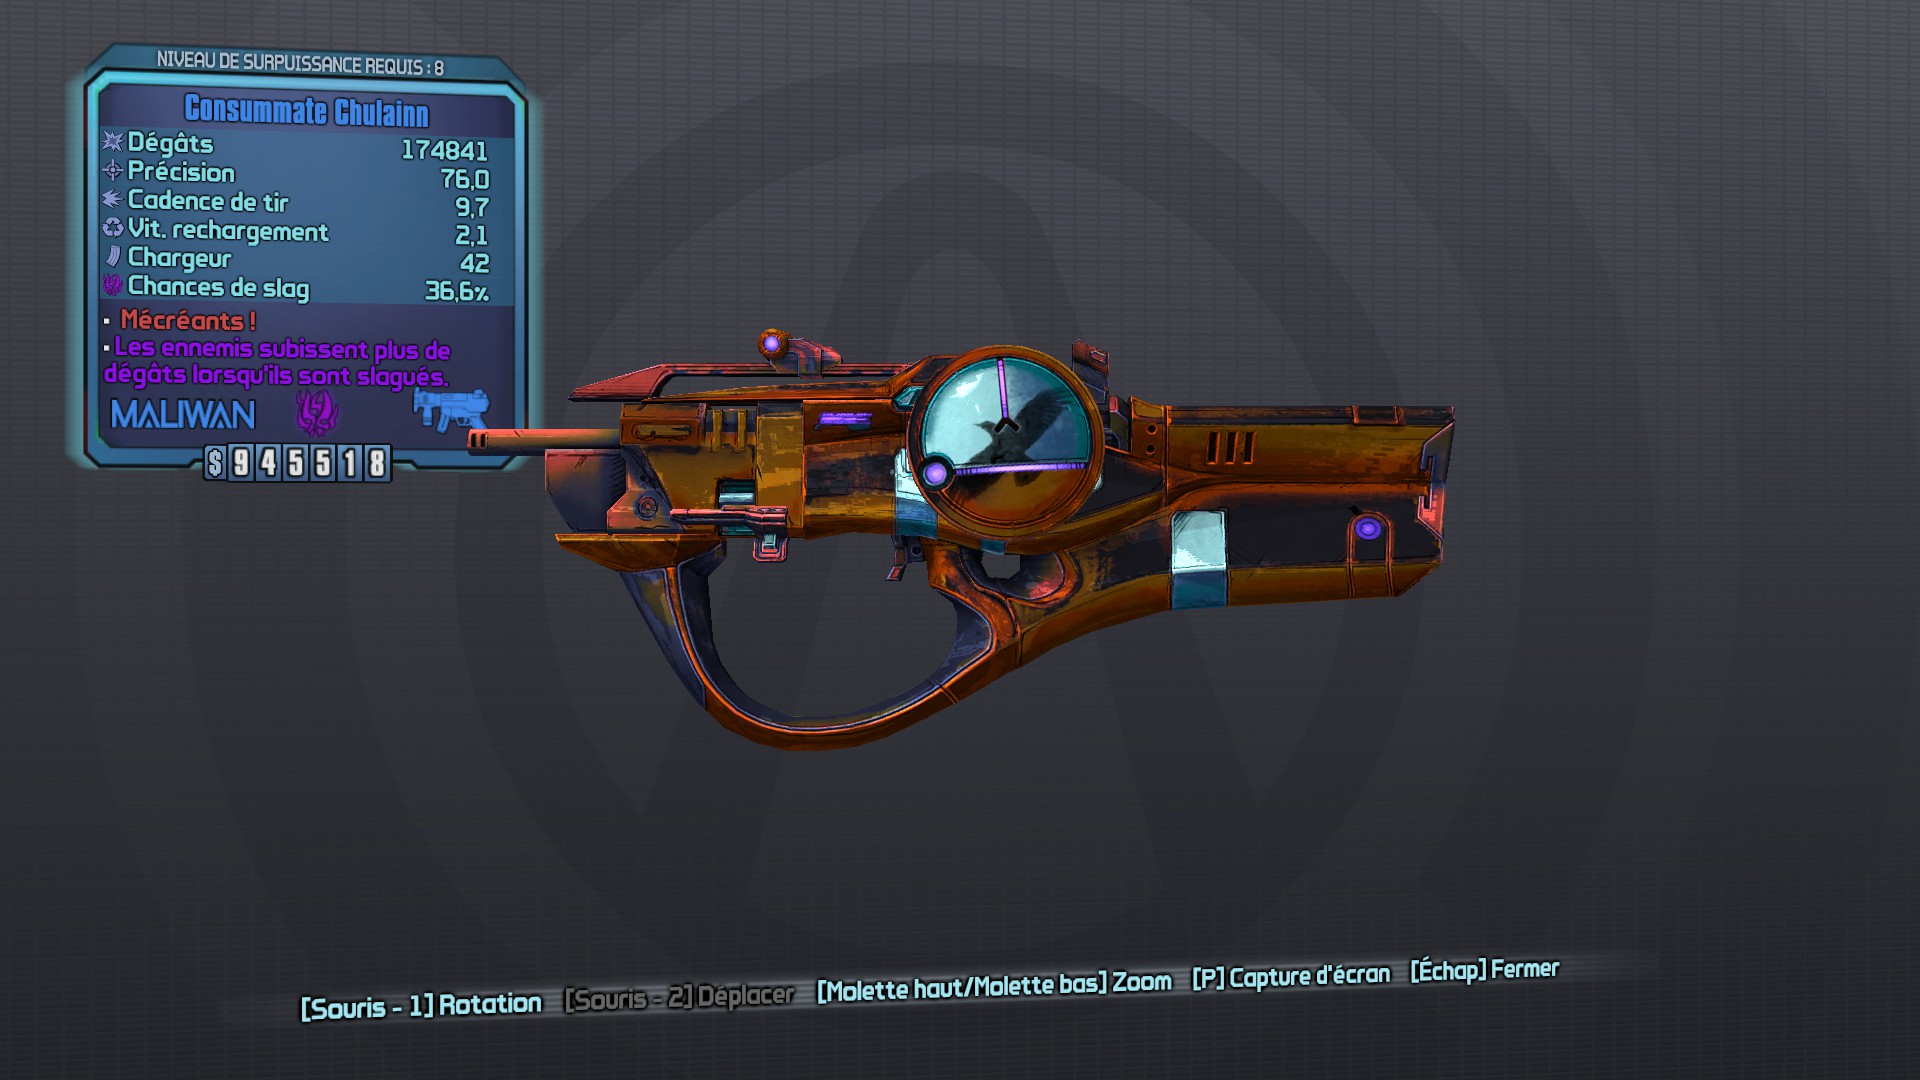 NIVEAU DE SURPUISSANCE REQUIS : 8
Consummate Chulainn
Dégâts 174841
Précision 76,0
Cadence de tir 9,7
Vit. rechargement 2,1
Chargeur 42
Chances de slag 36,6%
• Mécréants !
• Les ennemis subissent plus de
dégâts lorsqu'ils sont slagués.
MALIWAN
$945518
[Souris - 1] Rotation [Souris - 2] Déplacer [Molette haut/Molette bas] Zoom [P] Capture d'écran [Échap] Fermer